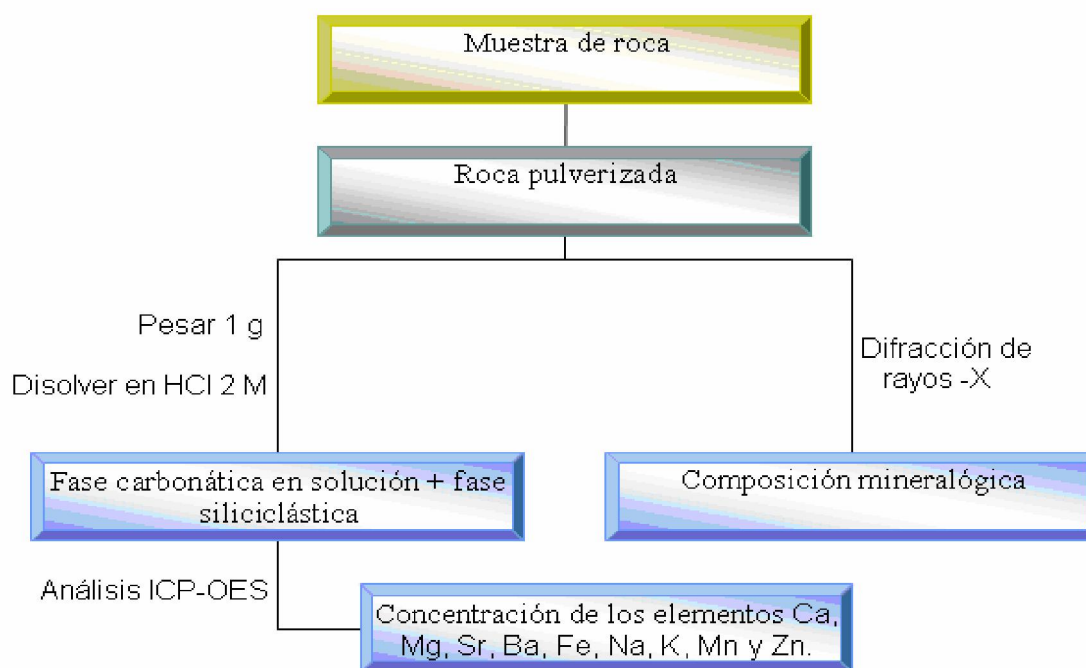 Muestra de roca
Roca pulverizada
Pesar 1 g
Disolver en HCl 2 M
Difracción de
rayos -X
Fase carbonática en solución + fase
siliciclástica
Composición mineralógica
Análisis ICP-OES
Concentración de los elementos Ca,
Mg, Sr, Ba, Fe, Na, K, Mn y Zn.